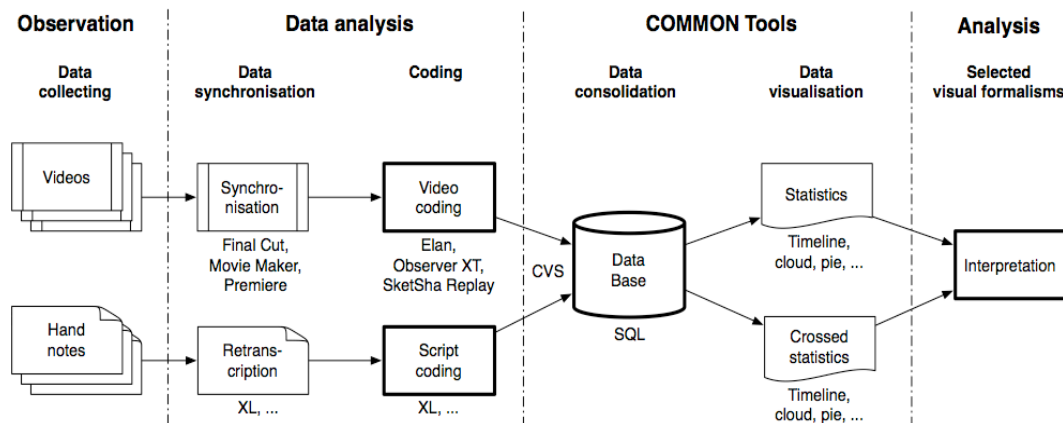 Observation
Data analysis
COMMON Tools
Analysis
Data
collecting
Data
synchronisation
Coding
Data
consolidation
Data
visualisation
Selected
visual formalisms
Videos
Synchro-
nisation
Final Cut,
Movie Maker,
Premiere
Video
coding
Elan,
Observer XT,
SketSha Replay
Hand
notes
Retrans-
cription
XL, ...
Script
coding
XL, ...
CVS
Data
Base
SQL
Statistics
Timeline,
cloud, pie, ...
Crossed
statistics
Timeline,
cloud, pie, ...
Interpretation